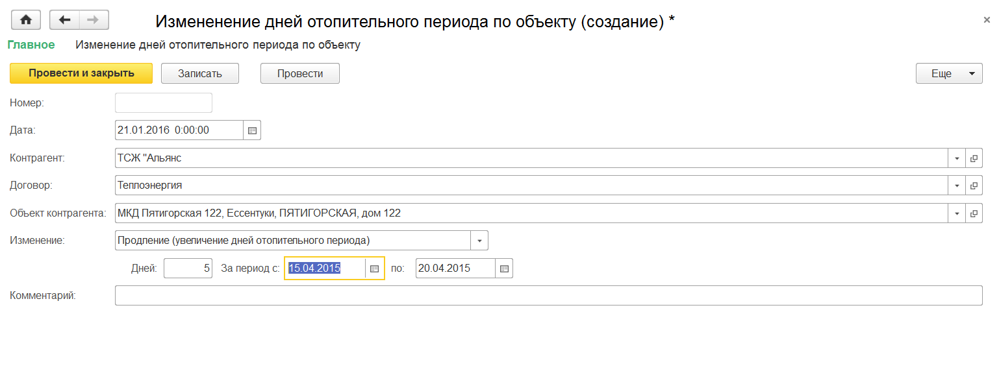 Измененение дней отопительного периода по объекту (создание) *
Главное Изменение дней отопительного периода по объекту
Провести и закрыть Записать Провести Еще
Номер:
Дата: 21.01.2016 0:00:00
Контрагент: ТСЖ "Альянс
Договор: Теплоэнергия
Объект контрагента: МКД Пятигорская 122, Ессентуки, ПЯТИГОРСКАЯ, дом 122
Изменение: Продление (увеличение дней отопительного периода)
Дней: 5 За период с: 15.04.2015 по: 20.04.2015
Комментарий: